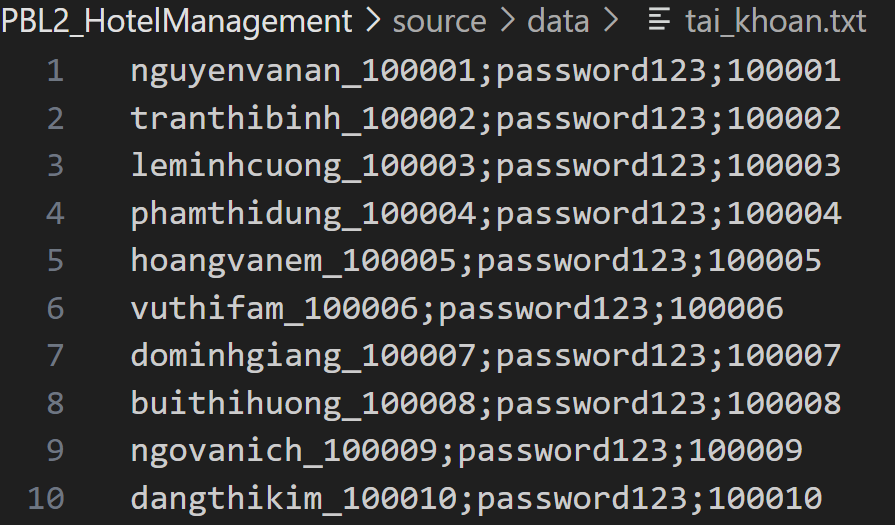 PBL2_HotelManagement > source > data > tai_khoan.txt
1 nguyenvanan_100001;password123;100001
2 tranthibinh_100002;password123;100002
3 leminhcuong_100003;password123;100003
4 phamthidung_100004;password123;100004
5 hoangvanem_100005;password123;100005
6 vuthifam_100006;password123;100006
7 dominhgiang_100007;password123;100007
8 buithihuong_100008;password123;100008
9 ngovanich_100009;password123;100009
10 dangthikim_100010;password123;100010